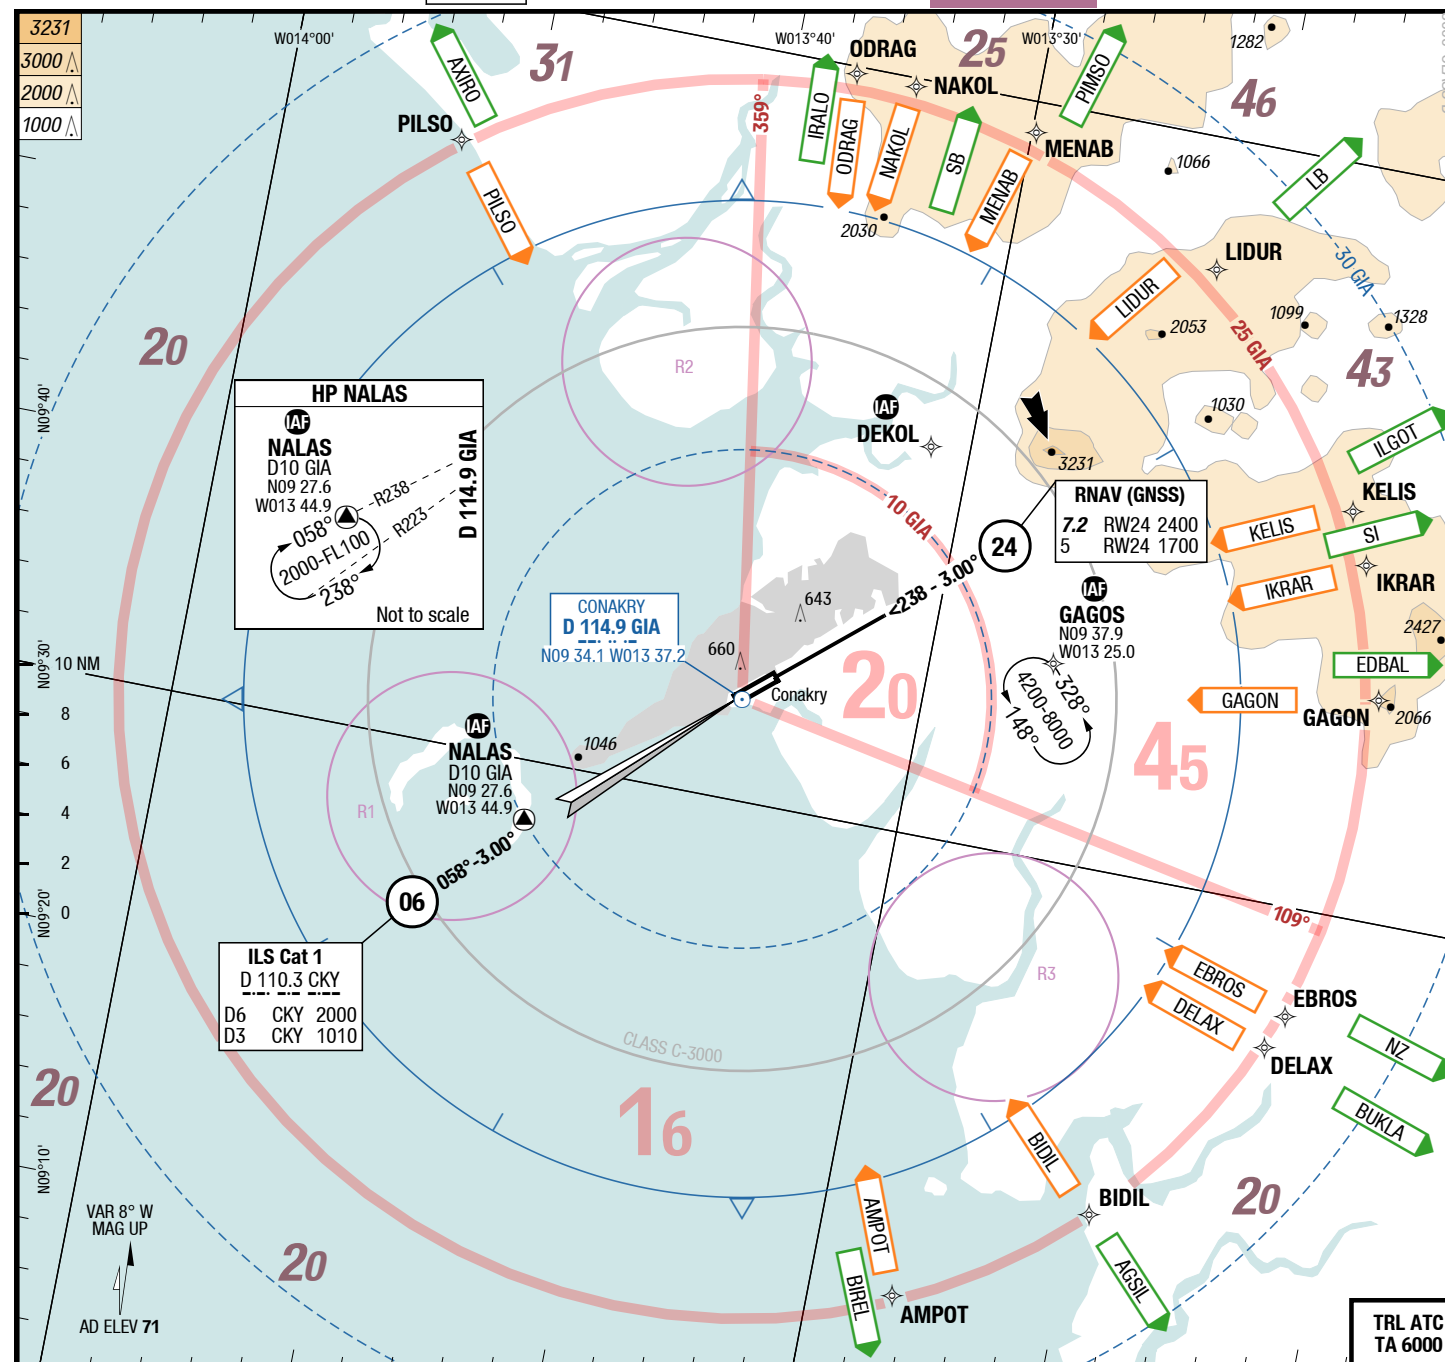 3231
3000
2000
1000
W014°00'
W013°40'
W013°30'
31
25
46
1282
AXIRO
PILSO
PILSO
359°
IRALO
ODRAG
ODRAG
NAKOL
NAKOL
SB
MENAB
MENAB
PIMSO
1066
LB
2030
LIDUR
LIDUR
30 GIA
25 GIA
2053
1099
1328
43
1030
ILGOT
20
N09°40'
HP NALAS
IAF
NALAS
D10 GIA
N09 27.6
W013 44.9
R238
R223
D 114.9 GIA
058°
2000-FL100
238°
Not to scale
R2
IAF
DEKOL
3231
10 GIA
RNAV (GNSS)
7.2 RW24 2400
5 RW24 1700
24
<238 - 3.00°
KELIS
KELIS
SI
IKRAR
IKRAR
2427
IAF
GAGOS
N09 37.9
W013 25.0
328°
4200-8000
148°
EDBAL
GAGON
GAGON
2066
CONAKRY
D 114.9 GIA
N09 34.1 W013 37.2
643
660
Conakry
20
45
N09°30'
10 NM
8
6
4
2
0
N09°20'
IAF
NALAS
D10 GIA
N09 27.6
W013 44.9
1046
R1
058°-3.00°
06
ILS Cat 1
D 110.3 CKY
D6 CKY 2000
D3 CKY 1010
109°
R3
CLASS C-3000
EBROS
EBROS
DELAX
DELAX
NZ
BUKLA
20
16
N09°10'
BIDIL
BIDIL
20
AMPOT
AMPOT
BIREL
AGSIL
20
VAR 8° W
MAG UP
AD ELEV 71
TRL ATC
TA 6000